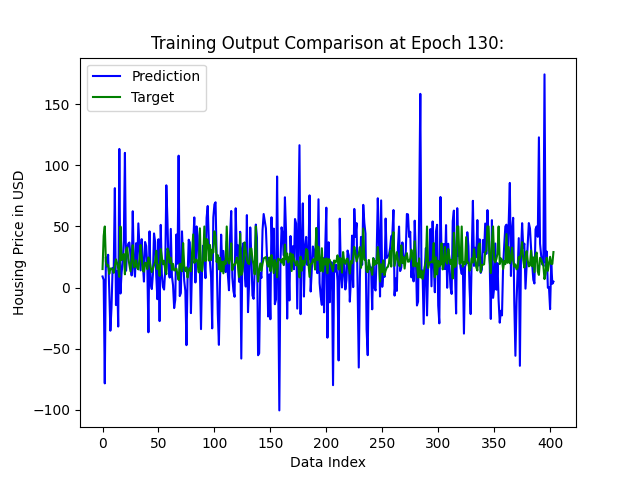 Training Output Comparison at Epoch 130:
Prediction
Target
Housing Price in USD
150
100
50
0
−50
−100
0 50 100 150 200 250 300 350 400
Data Index